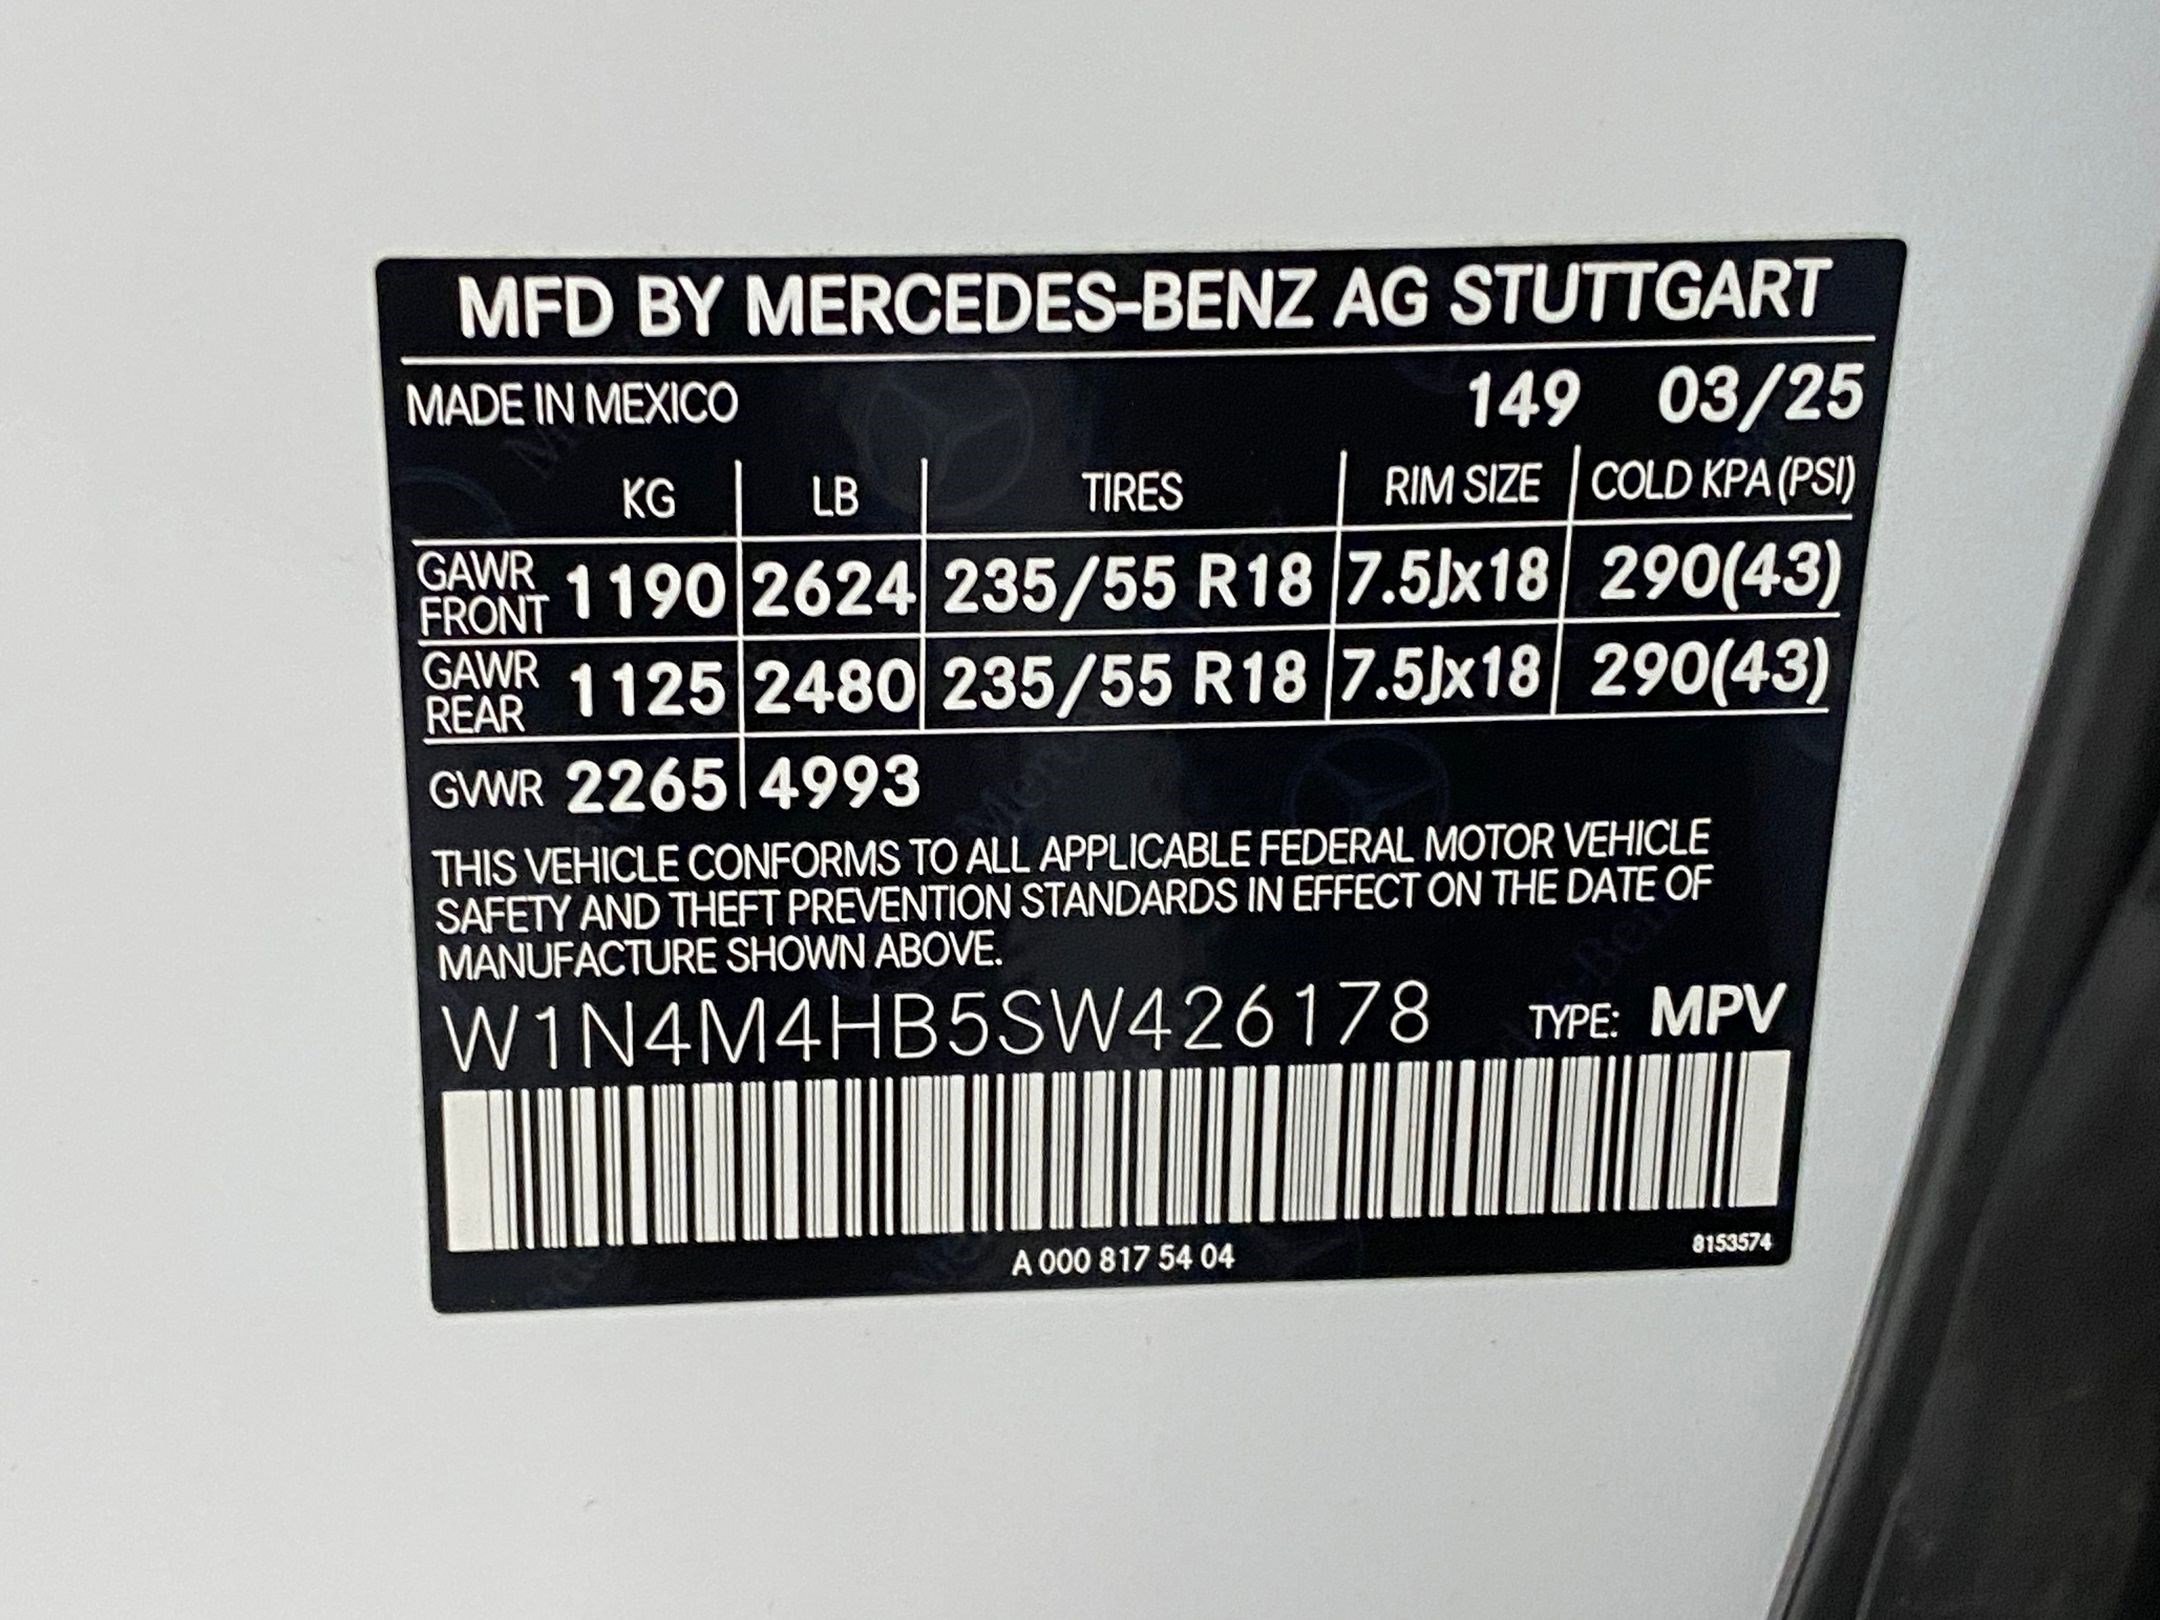 MFD BY MERCEDES-BENZ AG STUTTGART
MADE IN MEXICO 149 03/25
KG LB TIRES RIM SIZE COLD KPA (PSI)
GAWR FRONT 1190 2624 235/55 R18 7.5Jx18 290(43)
GAWR REAR 1125 2480 235/55 R18 7.5Jx18 290(43)
GVWR 2265 4993
THIS VEHICLE CONFORMS TO ALL APPLICABLE FEDERAL MOTOR VEHICLE
SAFETY AND THEFT PREVENTION STANDARDS IN EFFECT ON THE DATE OF
MANUFACTURE SHOWN ABOVE.
W1N4M4HB5SW426178 TYPE: MPV
A 000 817 54 04 8153574